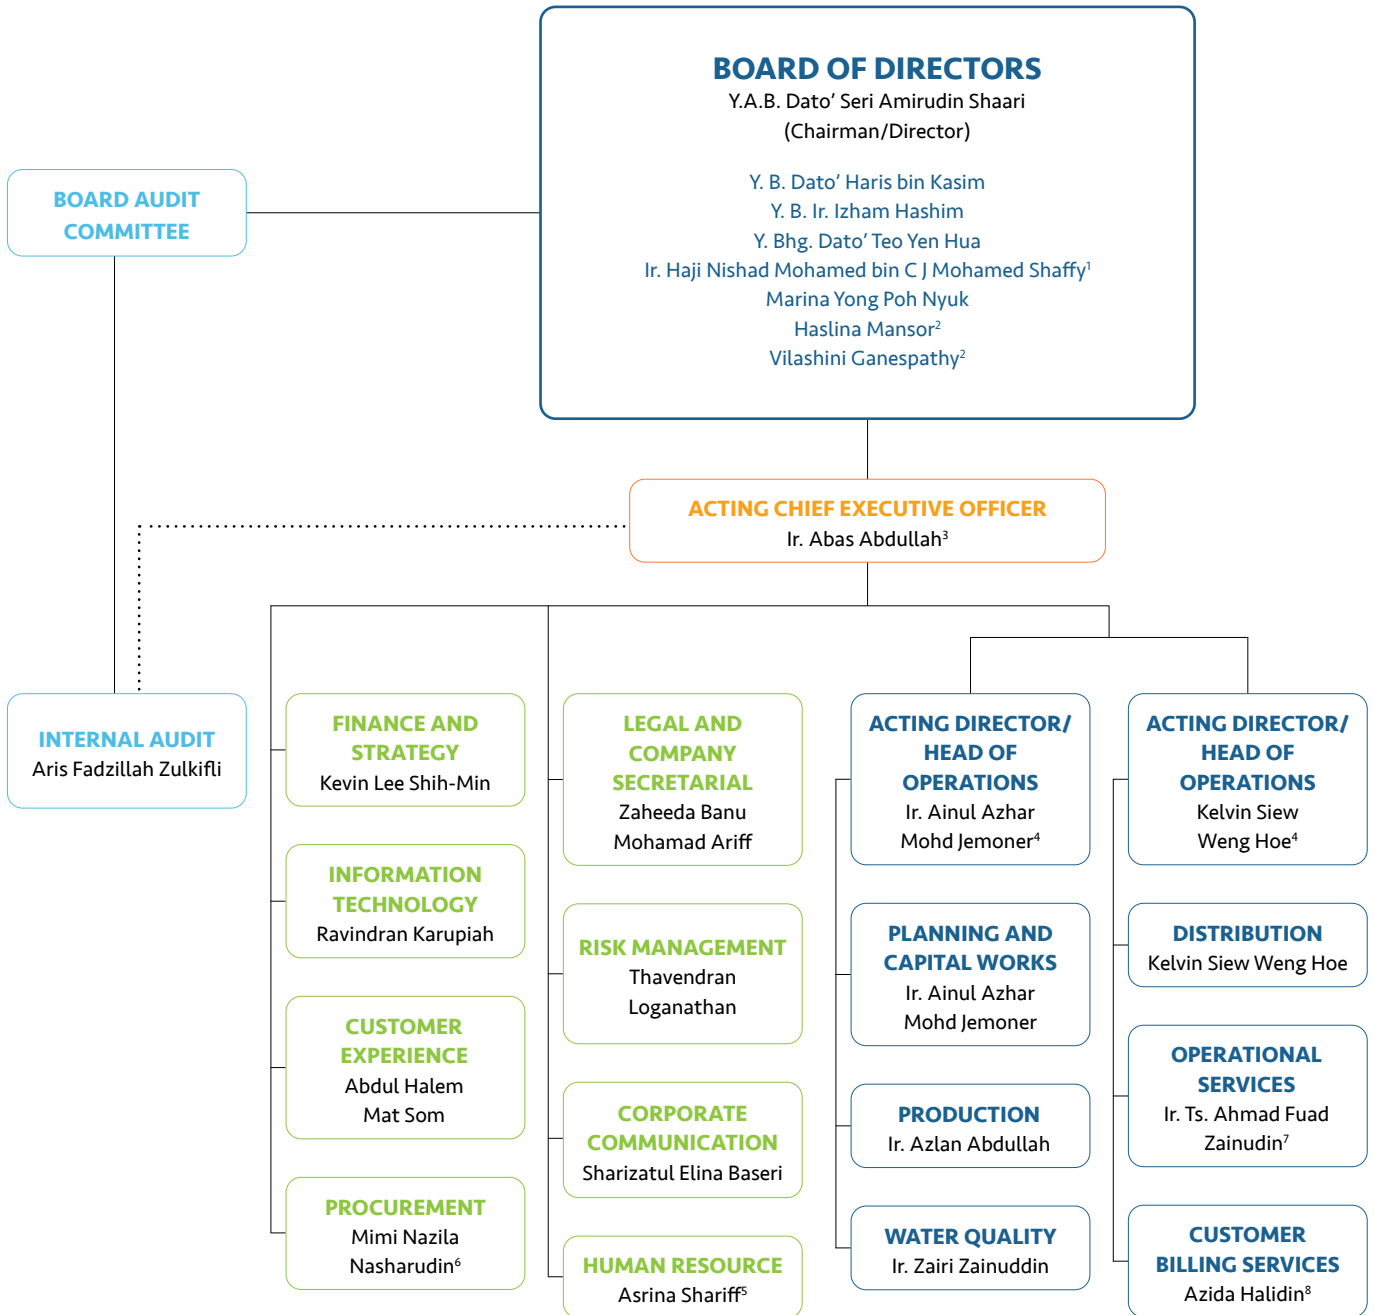 BOARD OF DIRECTORS
Y.A.B. Dato’ Seri Amirudin Shaari
(Chairman/Director)
Y. B. Dato’ Haris bin Kasim
Y. B. Ir. Izham Hashim
Y. Bhg. Dato’ Teo Yen Hua
Ir. Haji Nishad Mohamed bin C J Mohamed Shaffy¹
Marina Yong Poh Nyuk
Haslina Mansor²
Vilashini Ganespathy²
BOARD AUDIT
COMMITTEE
ACTING CHIEF EXECUTIVE OFFICER
Ir. Abas Abdullah³
INTERNAL AUDIT
Aris Fadzillah Zulkifli
FINANCE AND
STRATEGY
Kevin Lee Shih-Min
INFORMATION
TECHNOLOGY
Ravindran Karupiah
CUSTOMER
EXPERIENCE
Abdul Halem
Mat Som
PROCUREMENT
Mimi Nazila
Nasharudin⁶
LEGAL AND
COMPANY
SECRETARIAL
Zaheeda Banu
Mohamad Ariff
RISK MANAGEMENT
Thavendran
Loganathan
CORPORATE
COMMUNICATION
Sharizatul Elina Baseri
HUMAN RESOURCE
Asrina Shariff⁵
ACTING DIRECTOR/
HEAD OF
OPERATIONS
Ir. Ainul Azhar
Mohd Jemoner⁴
PLANNING AND
CAPITAL WORKS
Ir. Ainul Azhar
Mohd Jemoner
PRODUCTION
Ir. Azlan Abdullah
WATER QUALITY
Ir. Zairi Zainuddin
ACTING DIRECTOR/
HEAD OF
OPERATIONS
Kelvin Siew
Weng Hoe⁴
DISTRIBUTION
Kelvin Siew Weng Hoe
OPERATIONAL
SERVICES
Ir. Ts. Ahmad Fuad
Zainudin⁷
CUSTOMER
BILLING SERVICES
Azida Halidin⁸